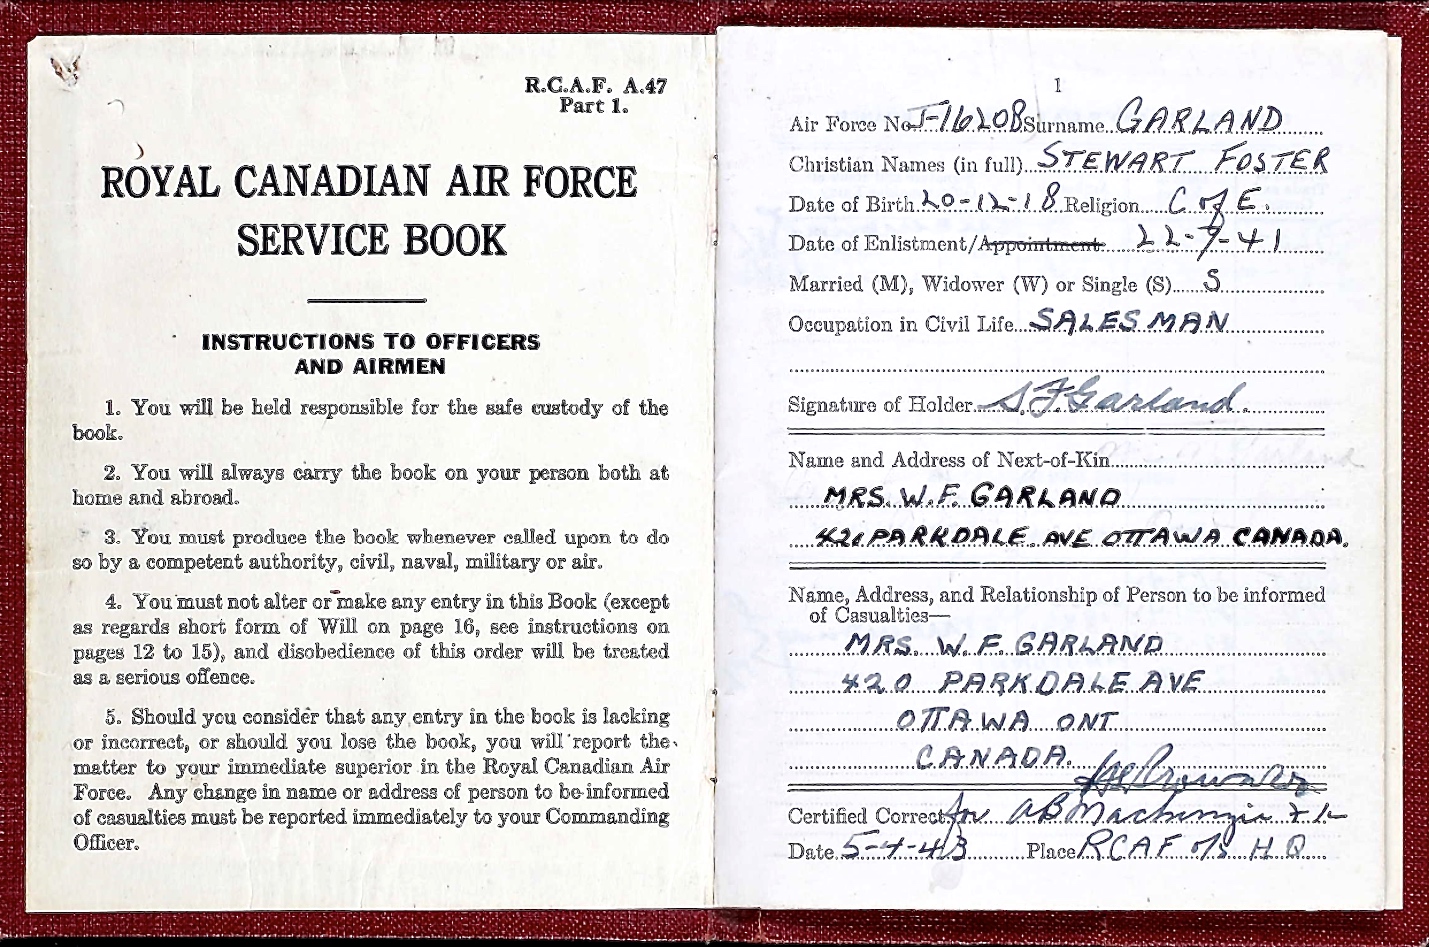 R.C.A.F. A.47
Part 1.
ROYAL CANADIAN AIR FORCE
SERVICE BOOK
INSTRUCTIONS TO OFFICERS
AND AIRMEN
1. You will be held responsible for the safe custody of the
book.
2. You will always carry the book on your person both at
home and abroad.
3. You must produce the book whenever called upon to do
so by a competent authority, civil, naval, military or air.
4. You must not alter or make any entry in this Book (except
as regards short form of Will on page 16, see instructions on
pages 12 to 15), and disobedience of this order will be treated
as a serious offence.
5. Should you consider that any entry in the book is lacking
or incorrect, or should you lose the book, you will report the
matter to your immediate superior in the Royal Canadian Air
Force. Any change in name or address of person to be informed
of casualties must be reported immediately to your Commanding
Officer.
1
Air Force No. J-16208 Surname GARLAND
Christian Names (in full) STEWART FOSTER
Date of Birth 20-12-18 Religion C of E.
Date of Enlistment/Appointment 22-7-41
Married (M), Widower (W) or Single (S) S
Occupation in Civil Life SALESMAN
Signature of Holder S.F. Garland.
Name and Address of Next-of-Kin
MRS. W.F. GARLAND
PARKDALE AVE OTTAWA CANADA.
Name, Address, and Relationship of Person to be informed
of Casualties—
MRS. W. F. GARLAND
420 PARKDALE AVE
OTTAWA ONT
CANADA.
Certified Correct for
Date 5-4-43 Place RCAF O/S H Q